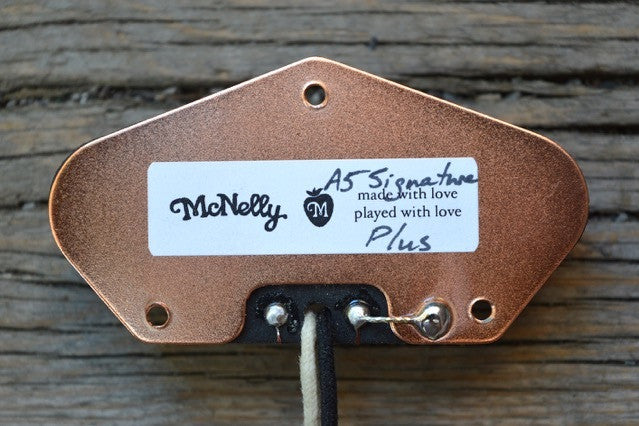 A5 Signature
McNelly
M
made with love
played with love
Plus